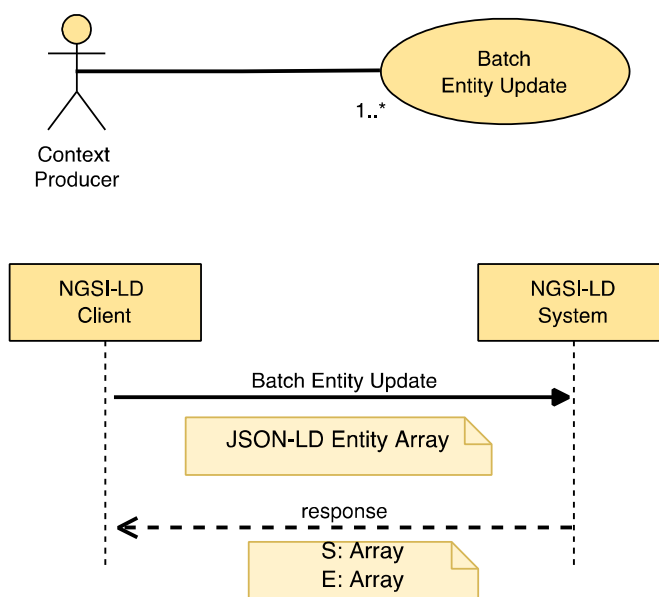 Batch
Entity Update
1..*
Context
Producer
NGSI-LD
Client
NGSI-LD
System
Batch Entity Update
JSON-LD Entity Array
response
S: Array
E: Array